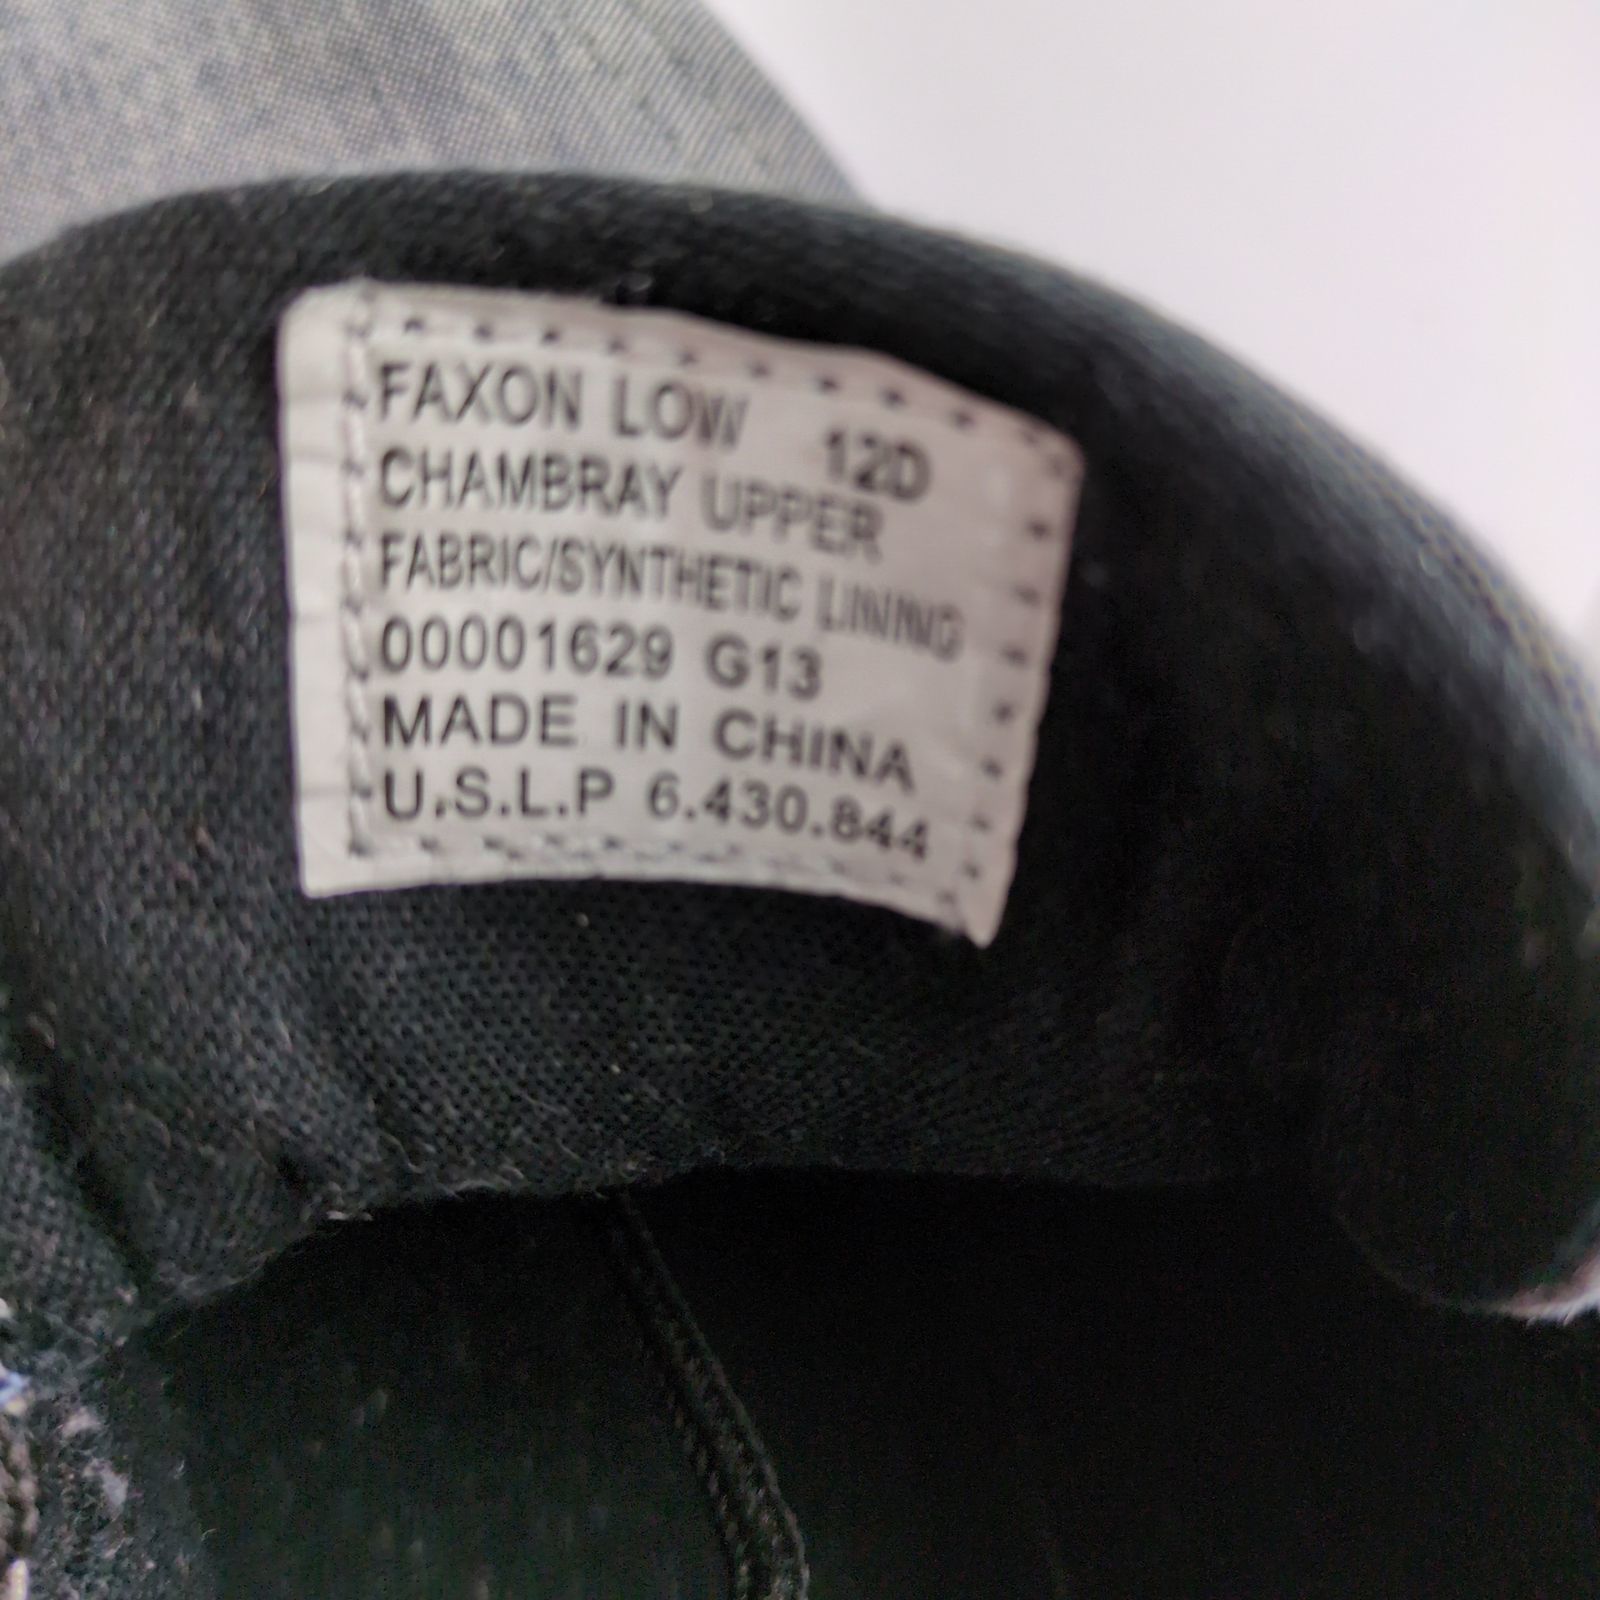 FAXON LOW 12D
CHAMBRAY UPPER
FABRIC/SYNTHETIC LINING
00001629 G13
MADE IN CHINA
U.S.L.P 6.430.844